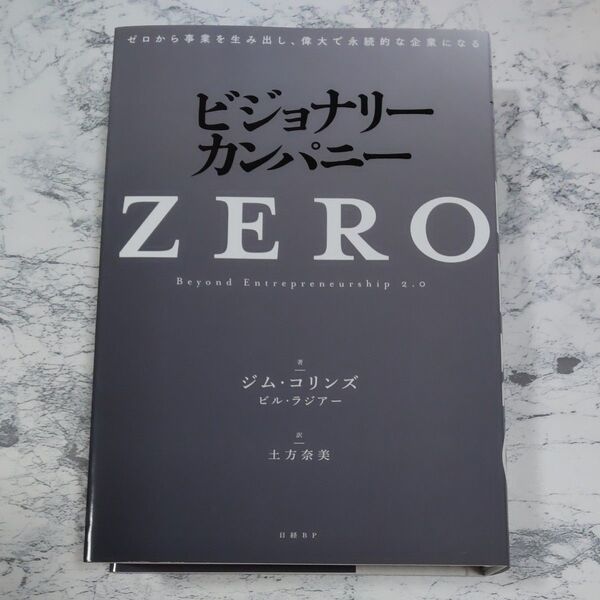 ゼロから事業を生み出し、偉大で永続的な企業になる
ビジョナリー
カンパニー
ZERO
Beyond Entrepreneurship 2.0
著
ジム・コリンズ
ビル・ラジアー
訳
土方奈美
日経BP